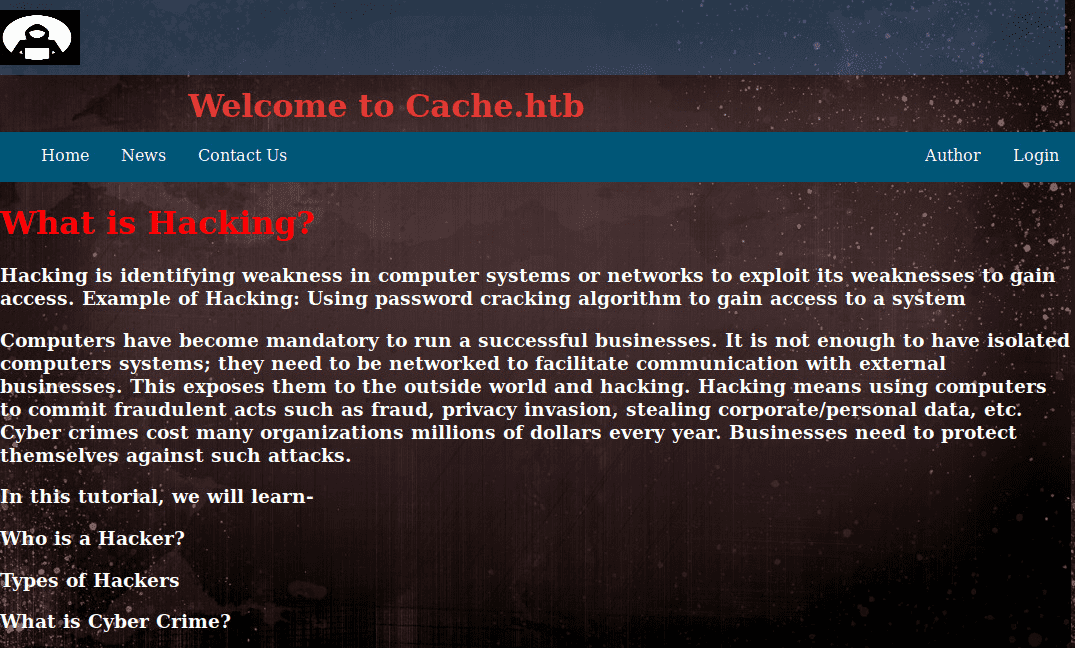 Welcome to Cache.htb
Home News Contact Us Author Login
What is Hacking?
Hacking is identifying weakness in computer systems or networks to exploit its weaknesses to gain
access. Example of Hacking: Using password cracking algorithm to gain access to a system
Computers have become mandatory to run a successful businesses. It is not enough to have isolated
computers systems; they need to be networked to facilitate communication with external
businesses. This exposes them to the outside world and hacking. Hacking means using computers
to commit fraudulent acts such as fraud, privacy invasion, stealing corporate/personal data, etc.
Cyber crimes cost many organizations millions of dollars every year. Businesses need to protect
themselves against such attacks.
In this tutorial, we will learn-
Who is a Hacker?
Types of Hackers
What is Cyber Crime?